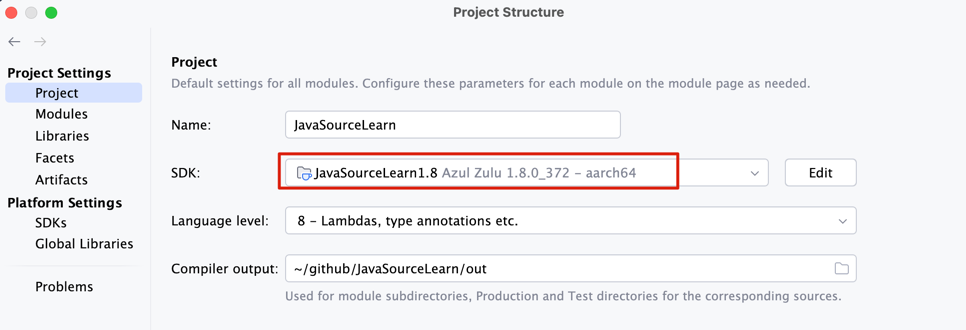 Project Structure
Project Settings
Project
Modules
Libraries
Facets
Artifacts
Platform Settings
SDKs
Global Libraries
Problems
Project
Default settings for all modules. Configure these parameters for each module on the module page as needed.
Name: JavaSourceLearn
SDK: JavaSourceLearn1.8 Azul Zulu 1.8.0_372 – aarch64 Edit
Language level: 8 – Lambdas, type annotations etc.
Compiler output: ~/github/JavaSourceLearn/out
Used for module subdirectories, Production and Test directories for the corresponding sources.